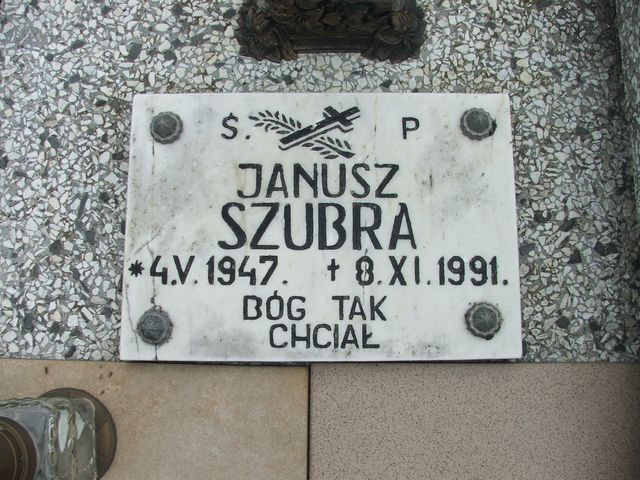 Ś. P
JANUSZ
SZUBRA
* 4.V.1947. † 8.XI.1991.
BÓG TAK
CHCIAŁ